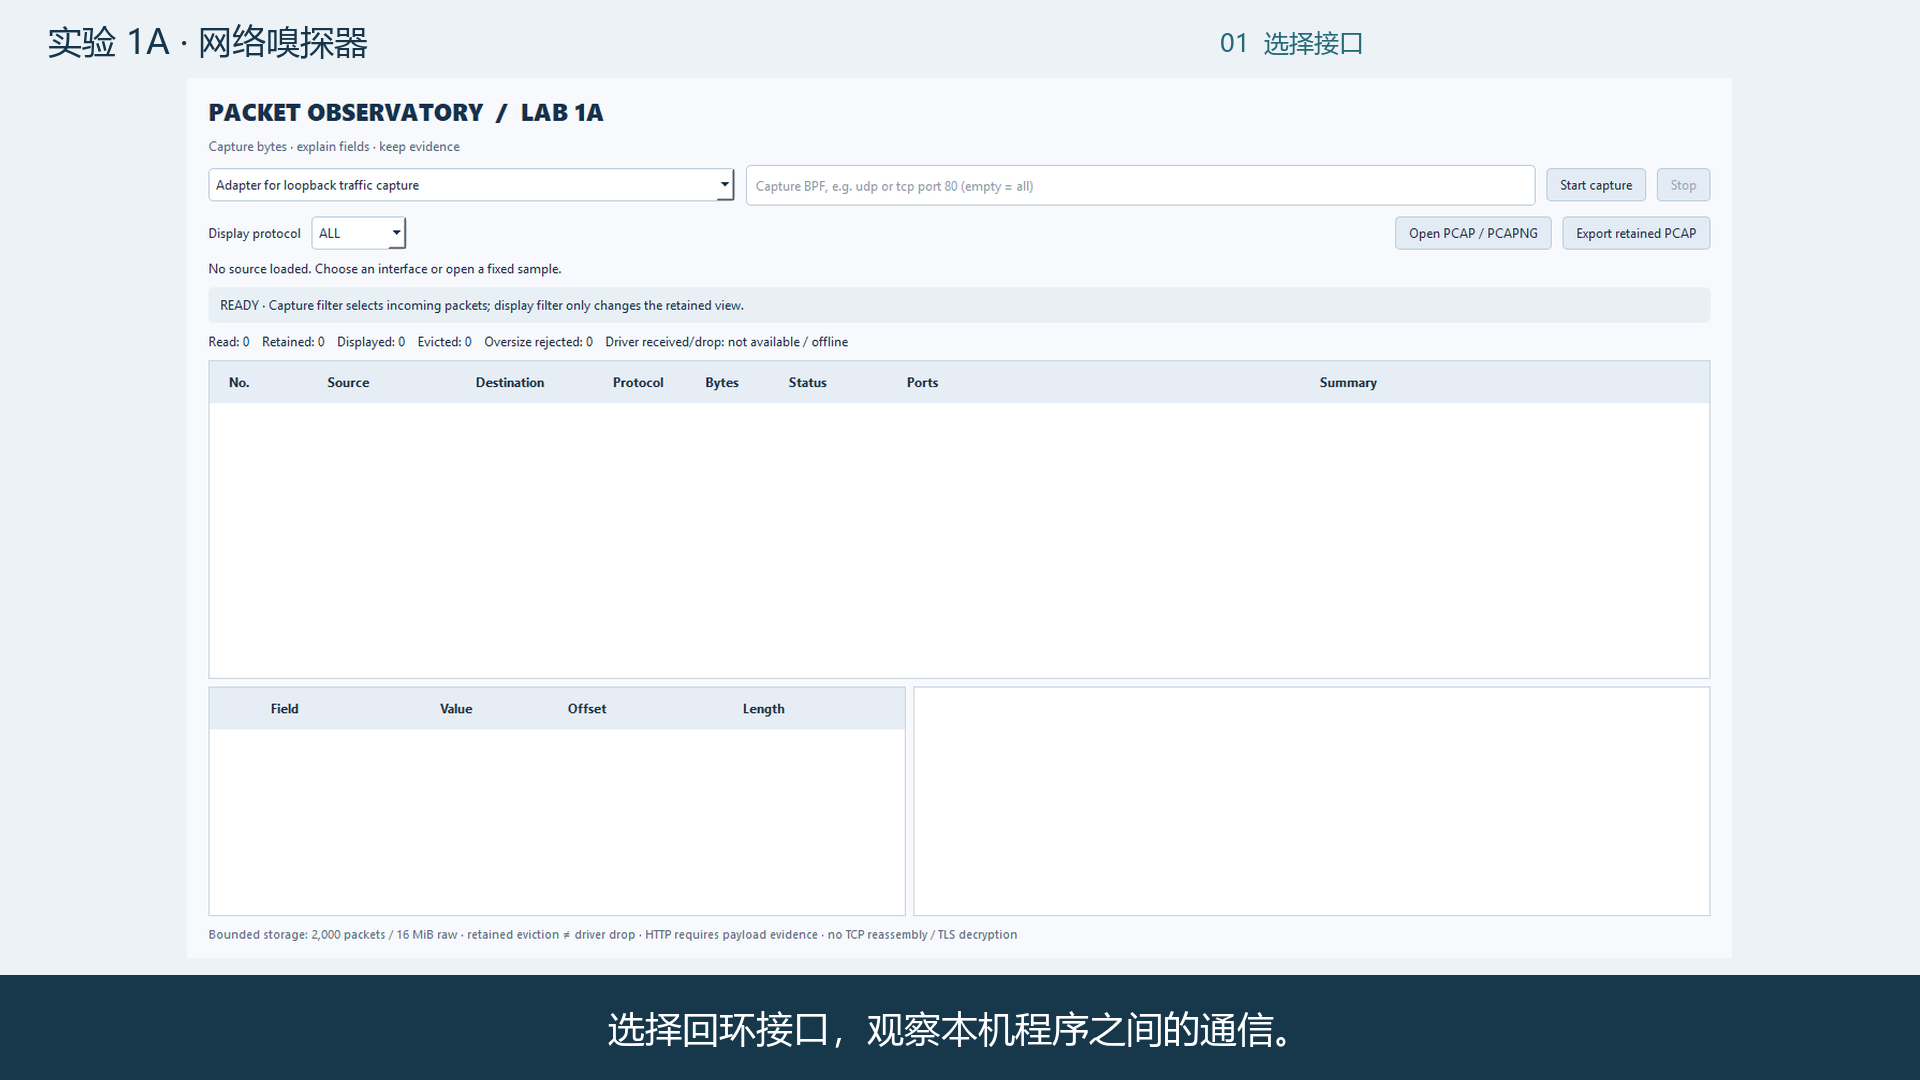 实验 1A · 网络嗅探器
01 选择接口
PACKET OBSERVATORY / LAB 1A
Capture bytes · explain fields · keep evidence
Adapter for loopback traffic capture
Capture BPF, e.g. udp or tcp port 80 (empty = all)
Start capture
Stop
Display protocol
ALL
Open PCAP / PCAPNG
Export retained PCAP
No source loaded. Choose an interface or open a fixed sample.
READY · Capture filter selects incoming packets; display filter only changes the retained view.
Read: 0 Retained: 0 Displayed: 0 Evicted: 0 Oversize rejected: 0 Driver received/drop: not available / offline
No. Source Destination Protocol Bytes Status Ports Summary
Field Value Offset Length
Bounded storage: 2,000 packets / 16 MiB raw · retained eviction ≠ driver drop · HTTP requires payload evidence · no TCP reassembly / TLS decryption
选择回环接口，观察本机程序之间的通信。